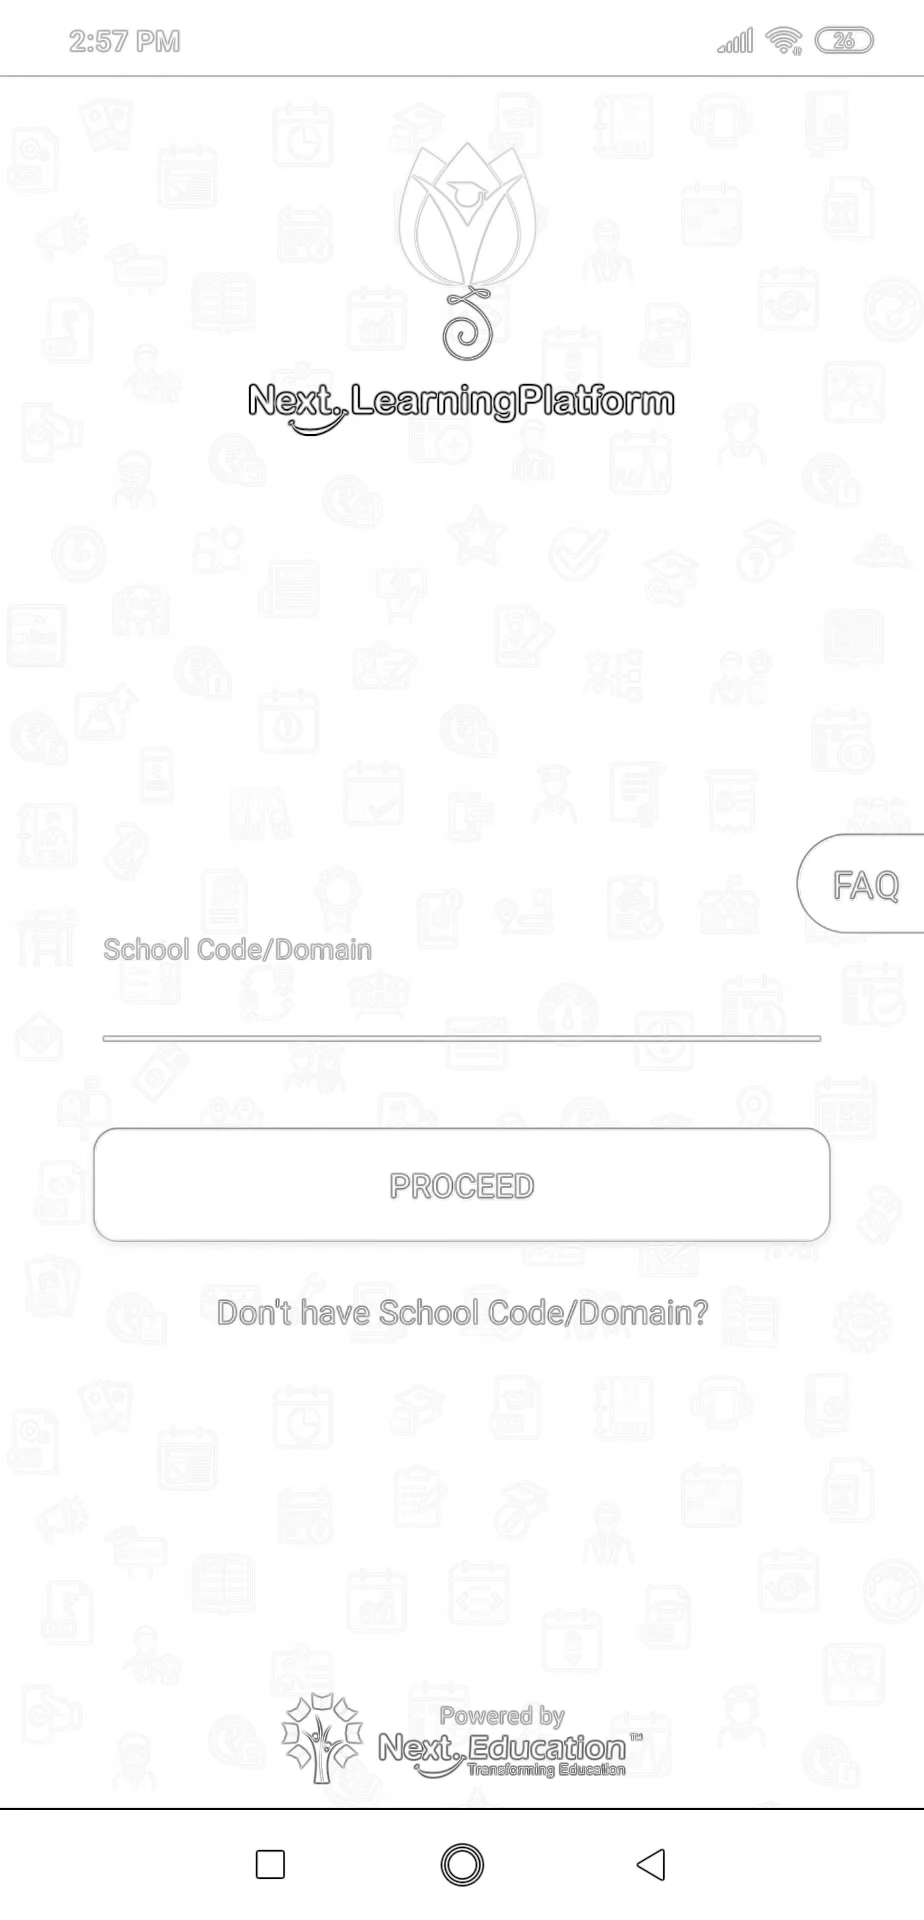 2:57 PM
26
Next.LearningPlatform
FAQ
School Code/Domain
PROCEED
Don't have School Code/Domain?
Powered by
Next.Education™
Transforming Education